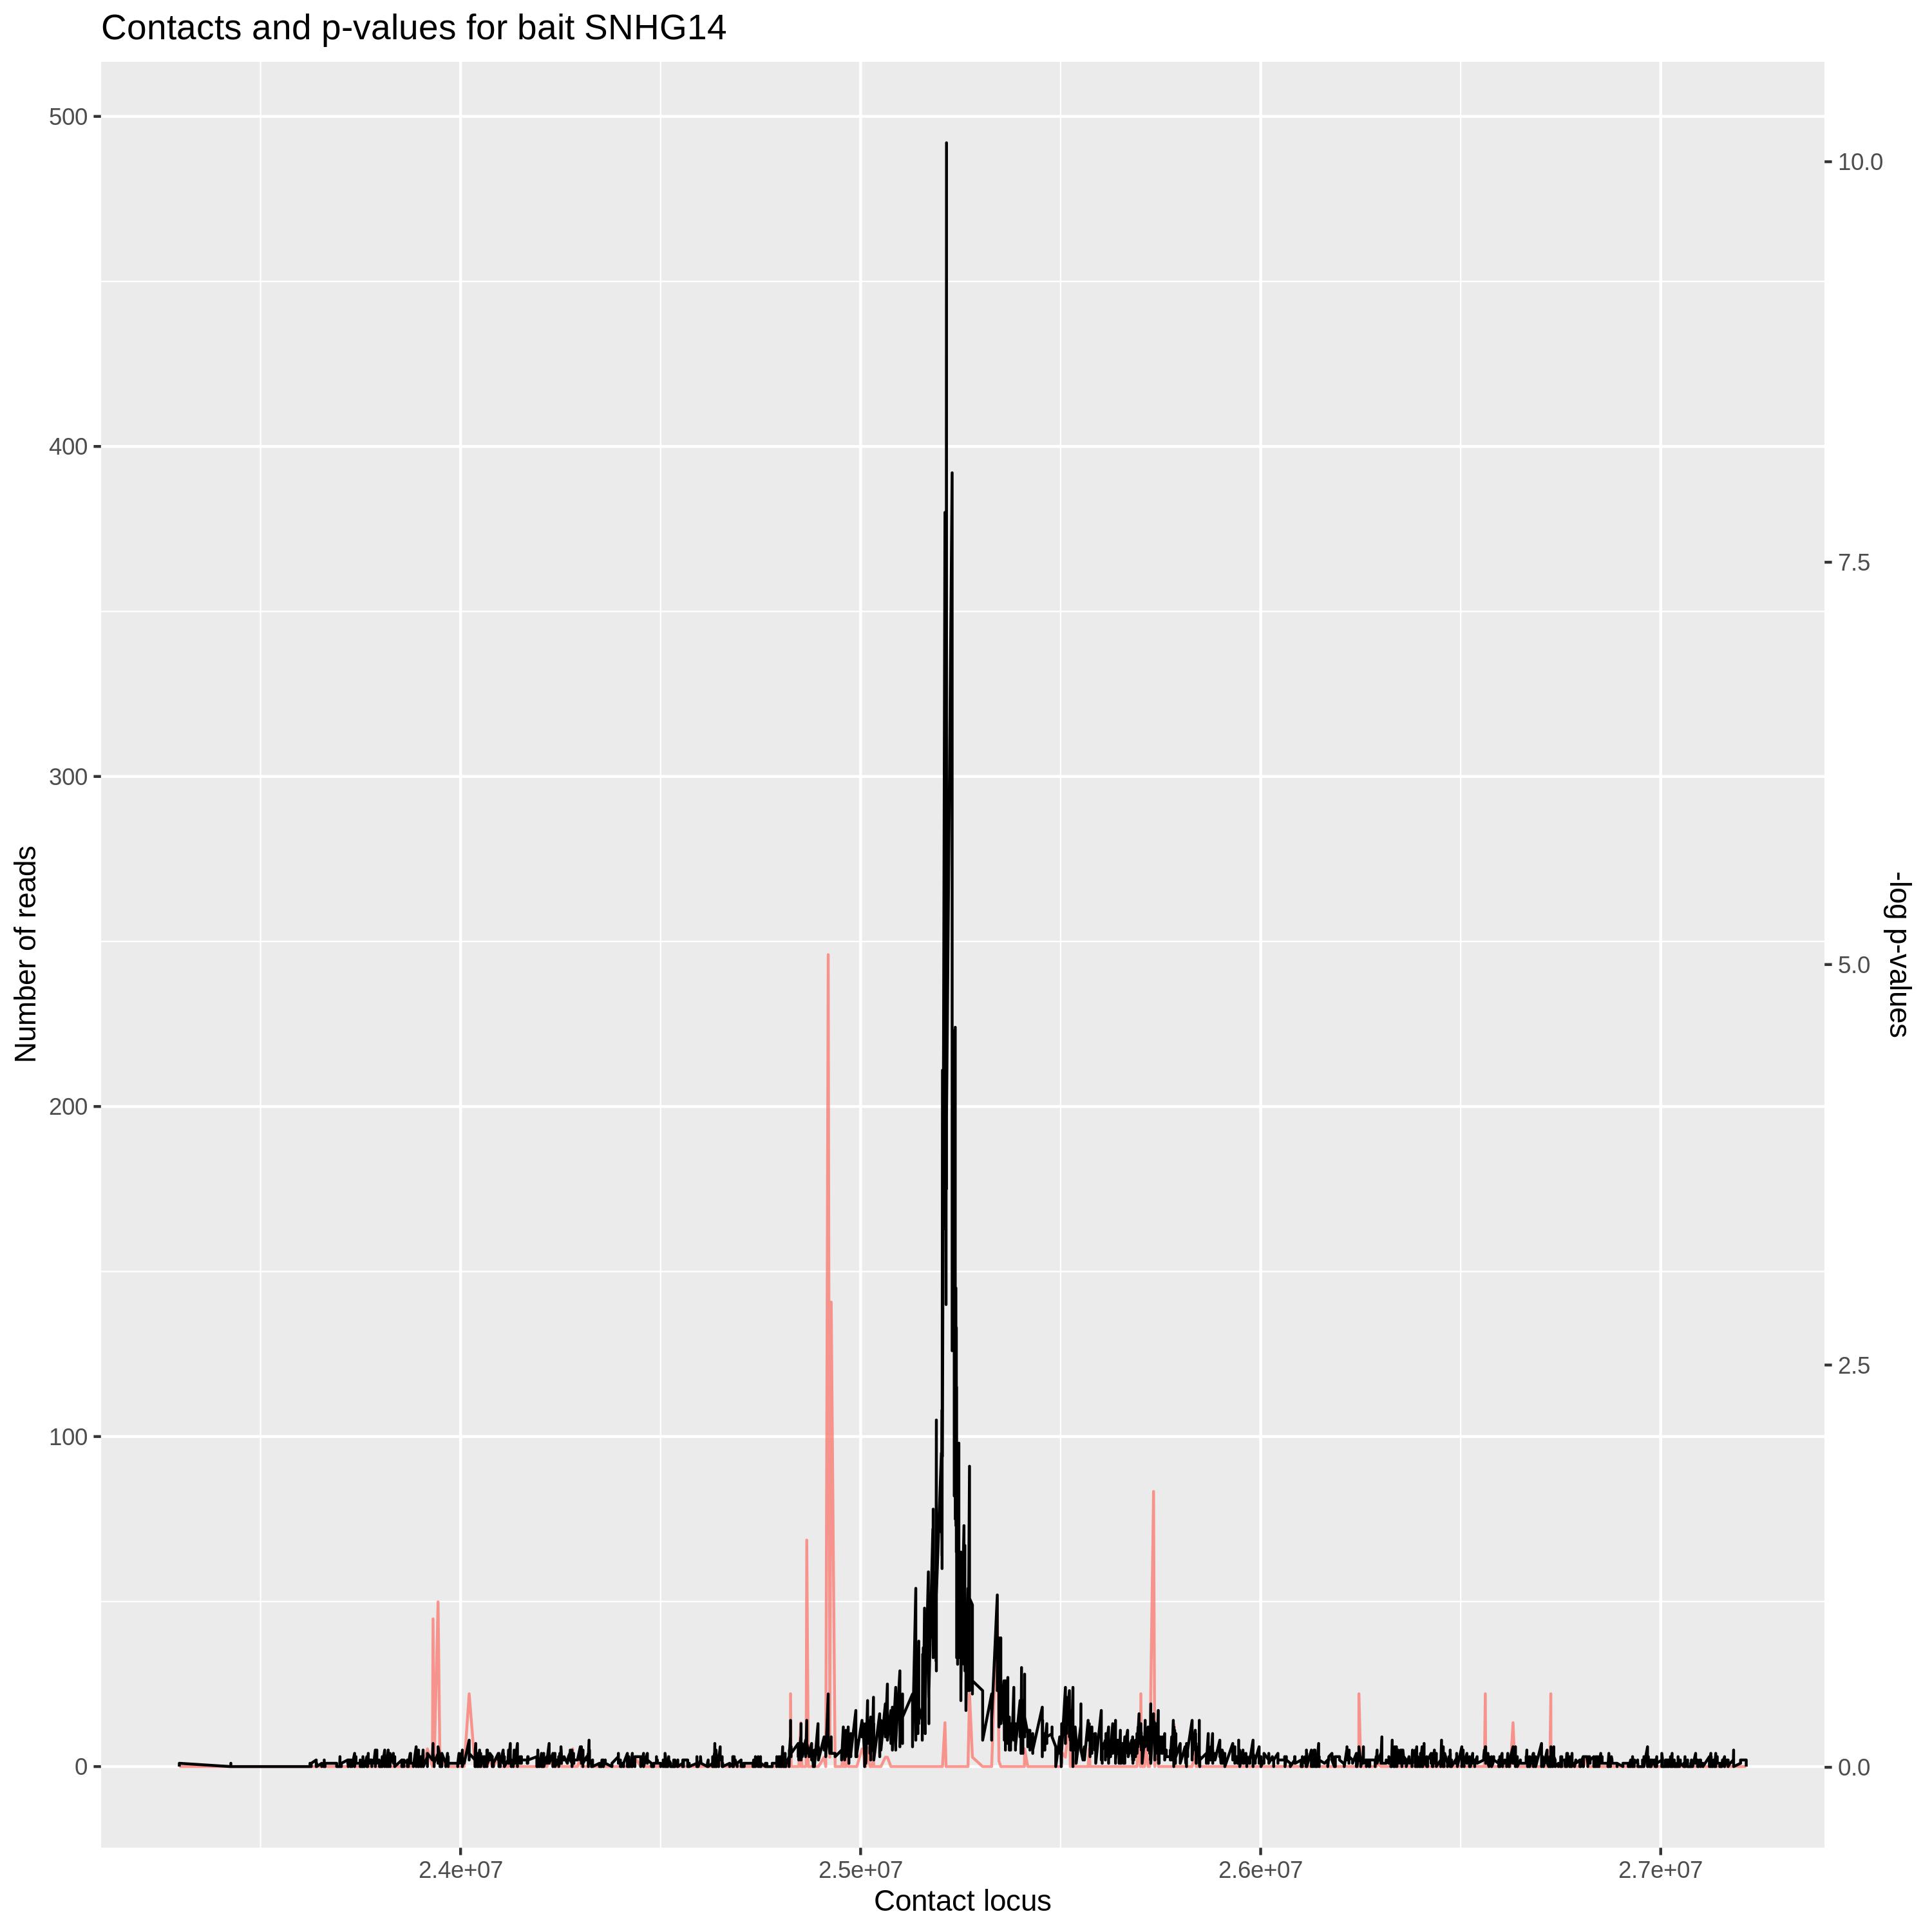 Contacts and p-values for bait SNHG14
500
400
300
200
100
0
Number of reads
10.0
7.5
5.0
2.5
0.0
-log p-values
2.4e+07 2.5e+07 2.6e+07 2.7e+07
Contact locus